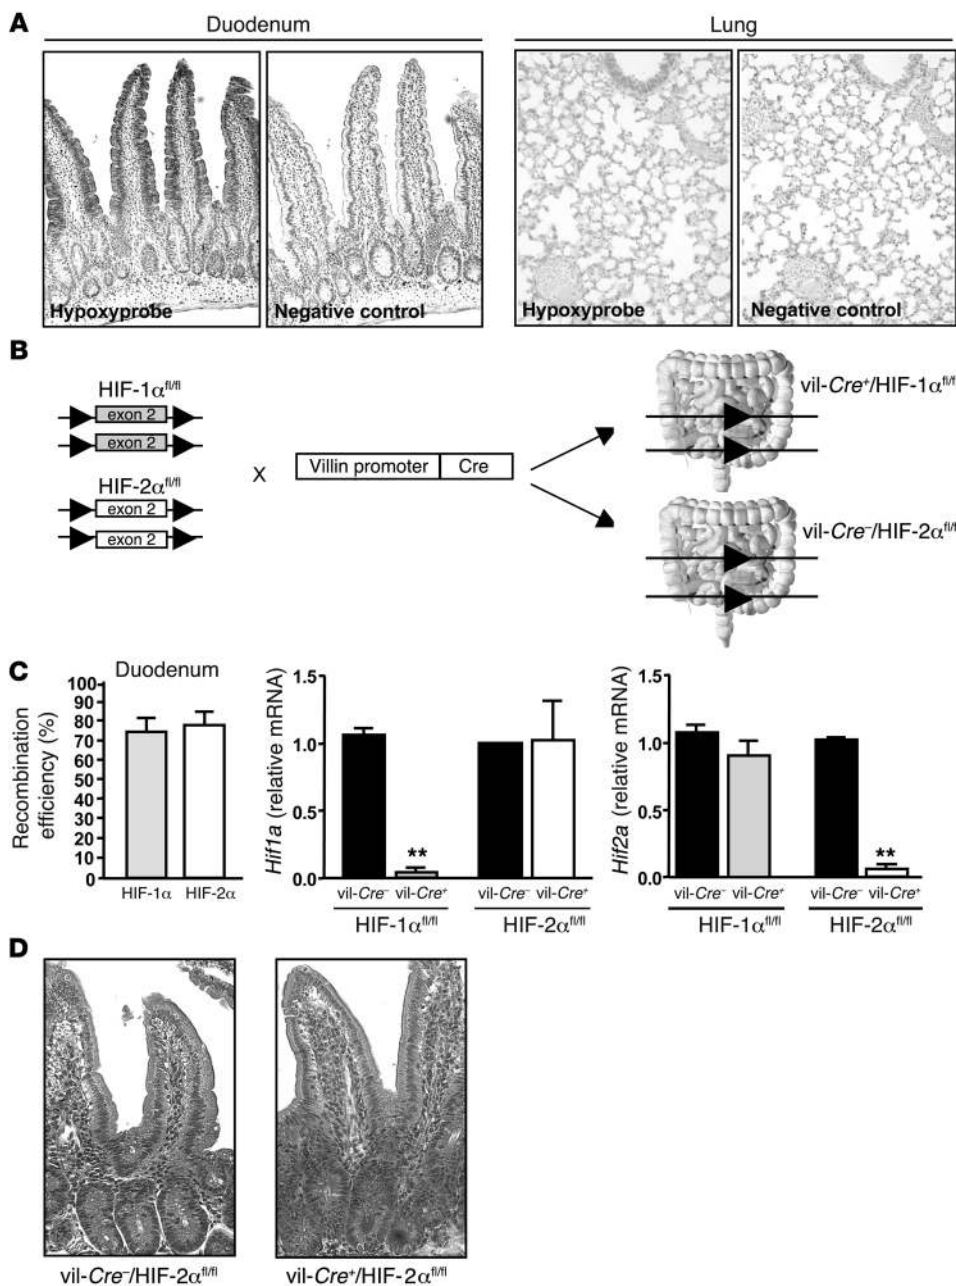 A
Duodenum
Lung
Hypoxyprobe
Negative control
Hypoxyprobe
Negative control
B
HIF-1α^fl/fl
exon 2
exon 2
HIF-2α^fl/fl
exon 2
exon 2
X
Villin promoter
Cre
vil-Cre⁺/HIF-1α^fl/fl
vil-Cre⁻/HIF-2α^fl/fl
C
Duodenum
Recombination
efficiency (%)
100
90
80
70
60
50
40
30
20
10
0
HIF-1α HIF-2α
Hif1a (relative mRNA)
1.5
1.0
0.5
0.0
**
vil-Cre⁻ vil-Cre⁺ vil-Cre⁻ vil-Cre⁺
HIF-1α^fl/fl HIF-2α^fl/fl
Hif2a (relative mRNA)
1.5
1.0
0.5
0.0
**
vil-Cre⁻ vil-Cre⁺ vil-Cre⁻ vil-Cre⁺
HIF-1α^fl/fl HIF-2α^fl/fl
D
vil-Cre⁻/HIF-2α^fl/fl
vil-Cre⁺/HIF-2α^fl/fl